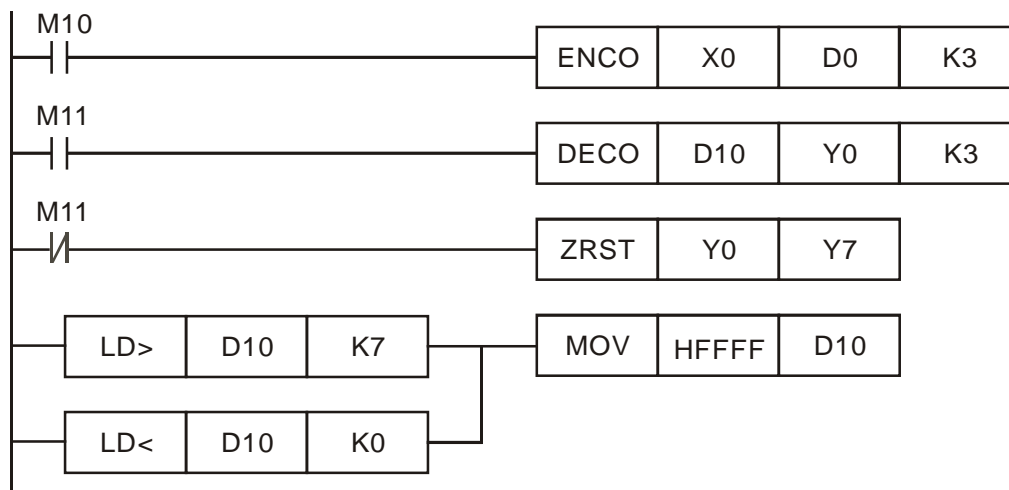 M10
ENCO X0 D0 K3
M11
DECO D10 Y0 K3
M11
ZRST Y0 Y7
LD> D10 K7 MOV HFFFF D10
LD< D10 K0